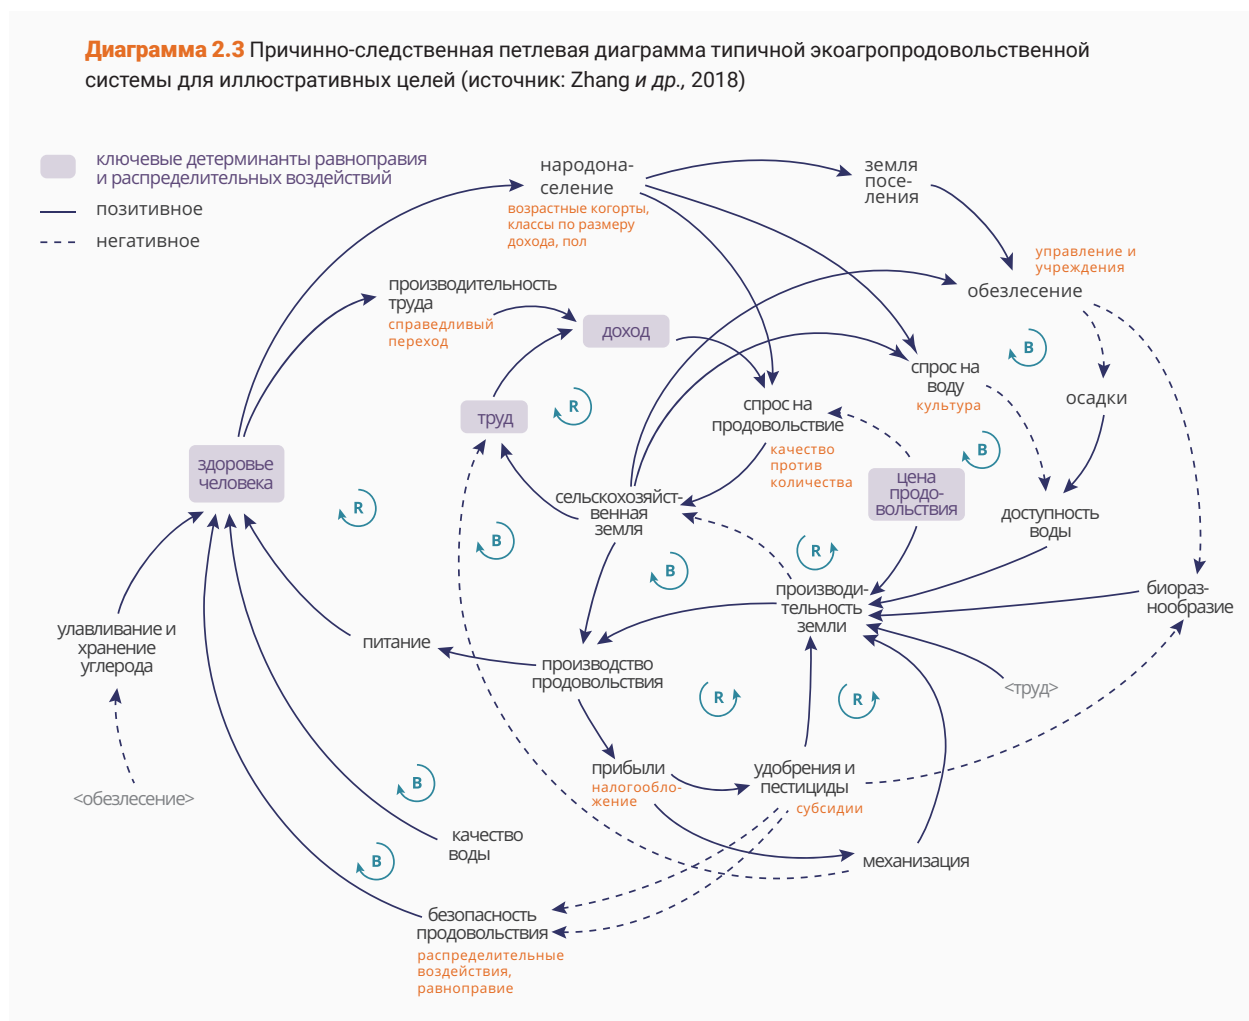 Диаграмма 2.3 Причинно-следственная петлевая диаграмма типичной экоагропродовольственной
системы для иллюстративных целей (источник: Zhang и др., 2018)
ключевые детерминанты равноправия
и распределительных воздействий
позитивное
негативное
народона-
селение
возрастные когорты,
классы по размеру
дохода, пол
земля
посе-
ления
управление и
учреждения
обезлесение
производительность
труда
справедливый
переход
доход
B
спрос на
воду
культура
осадки
труд
R
спрос на
продовольствие
качество
против
количества
B
здоровье
человека
цена
продо-
вольствия
R
сельскохозяйст-
венная
земля
доступность
воды
B
B
R
производи-
тельность
земли
биораз-
нообразие
улавливание и
хранение
углерода
питание
производство
продовольствия
R
R
<труд>
прибыли
налогообло-
жение
удобрения и
пестициды
субсидии
<обезлесение>
B
качество
воды
B
механизация
безопасность
продовольствия
распределительные
воздействия,
равноправие